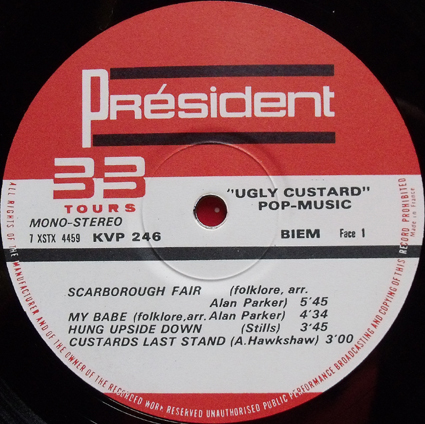 Président
33
TOURS
MONO-STEREO
7 XSTX 4459 KVP 246
"UGLY CUSTARD"
POP-MUSIC
BIEM Face 1
SCARBOROUGH FAIR (folklore, arr.
Alan Parker) 5'45
MY BABE (folklore, arr. Alan Parker) 4'34
HUNG UPSIDE DOWN (Stills) 3'45
CUSTARDS LAST STAND (A. Hawkshaw) 3'00
ALL RIGHTS OF THE MANUFACTURER AND OF THE OWNER OF THE RECORDED WORK RESERVED UNAUTHORISED PUBLIC PERFORMANCE BROADCASTING AND COPYING OF THIS RECORD PROHIBITED
Made in France